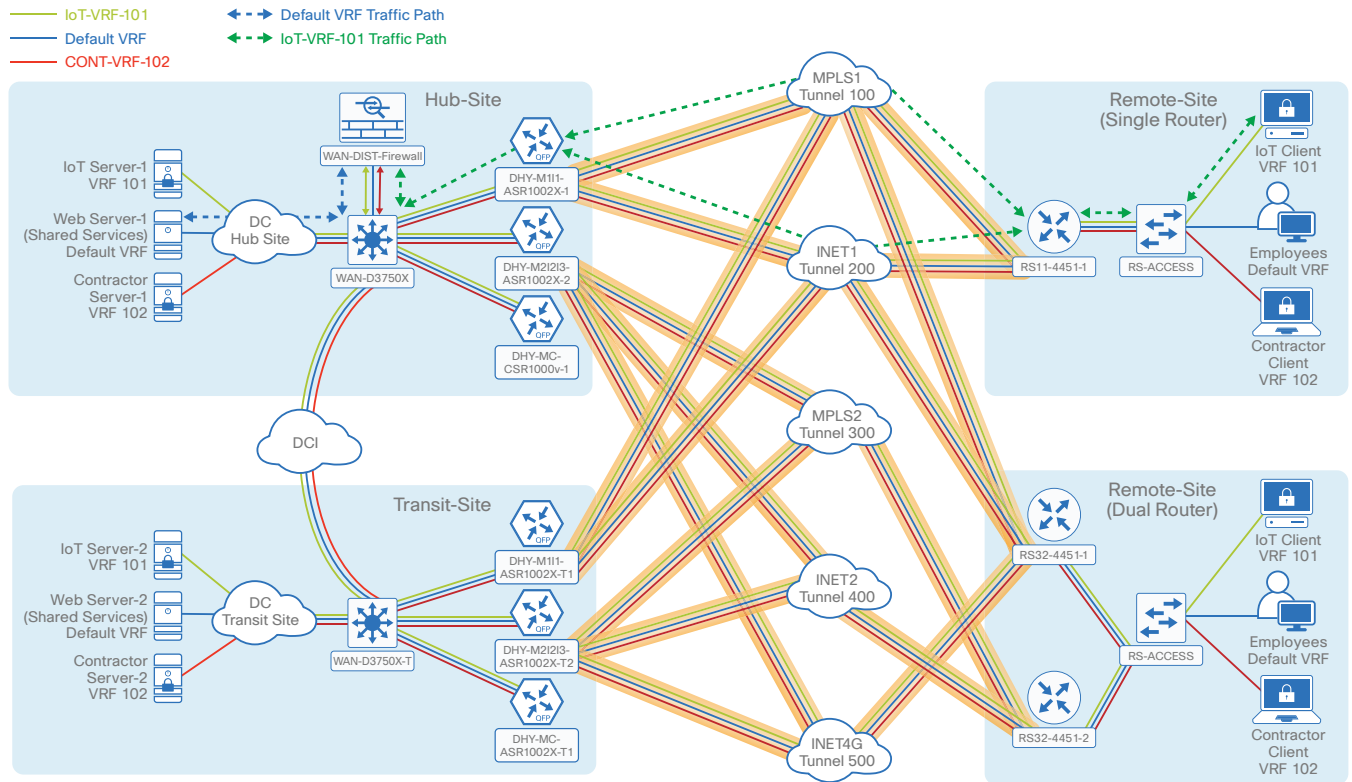 IoT-VRF-101
Default VRF
CONT-VRF-102
Default VRF Traffic Path
IoT-VRF-101 Traffic Path
Hub-Site
WAN-DIST-Firewall
IoT Server-1
VRF 101
Web Server-1
(Shared Services)
Default VRF
Contractor
Server-1
VRF 102
DC
Hub Site
WAN-D3750X
QFP
DHY-M1I1-
ASR1002X-1
QFP
DHY-M2I2I3-
ASR1002X-2
QFP
DHY-MC-
CSR1000v-1
DCI
Transit-Site
IoT Server-2
VRF 101
Web Server-2
(Shared Services)
Default VRF
Contractor
Server-2
VRF 102
DC
Transit Site
WAN-D3750X-T
QFP
DHY-M1I1-
ASR1002X-T1
QFP
DHY-M2I2I3-
ASR1002X-T2
QFP
DHY-MC-
ASR1002X-T1
MPLS1
Tunnel 100
INET1
Tunnel 200
MPLS2
Tunnel 300
INET2
Tunnel 400
INET4G
Tunnel 500
Remote-Site
(Single Router)
RS11-4451-1
RS-ACCESS
IoT Client
VRF 101
Employees
Default VRF
Contractor
Client
VRF 102
Remote-Site
(Dual Router)
RS32-4451-1
RS32-4451-2
RS-ACCESS
IoT Client
VRF 101
Employees
Default VRF
Contractor
Client
VRF 102